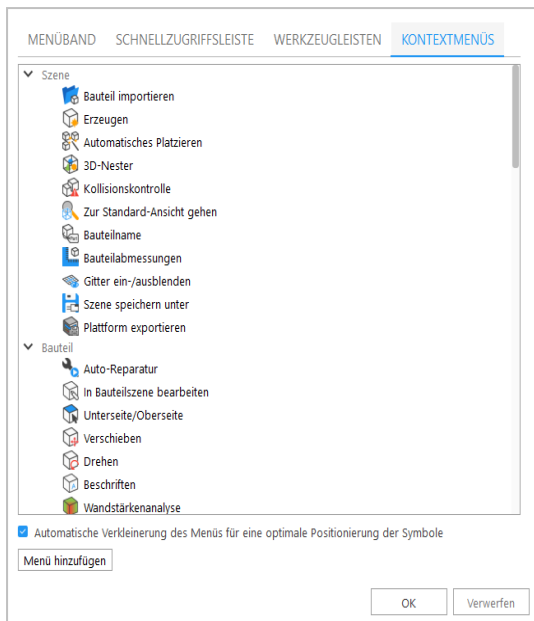 MENÜBAND SCHNELLZUGRIFFSLEISTE WERKZEUGLEISTEN KONTEXTMENÜS
Szene
Bauteil importieren
Erzeugen
Automatisches Platzieren
3D-Nester
Kollisionskontrolle
Zur Standard-Ansicht gehen
Bauteilname
Bauteilabmessungen
Gitter ein-/ausblenden
Szene speichern unter
Plattform exportieren
Bauteil
Auto-Reparatur
In Bauteilszene bearbeiten
Unterseite/Oberseite
Verschieben
Drehen
Beschriften
Wandstärkenanalyse
Automatische Verkleinerung des Menüs für eine optimale Positionierung der Symbole
Menü hinzufügen
OK Verwerfen